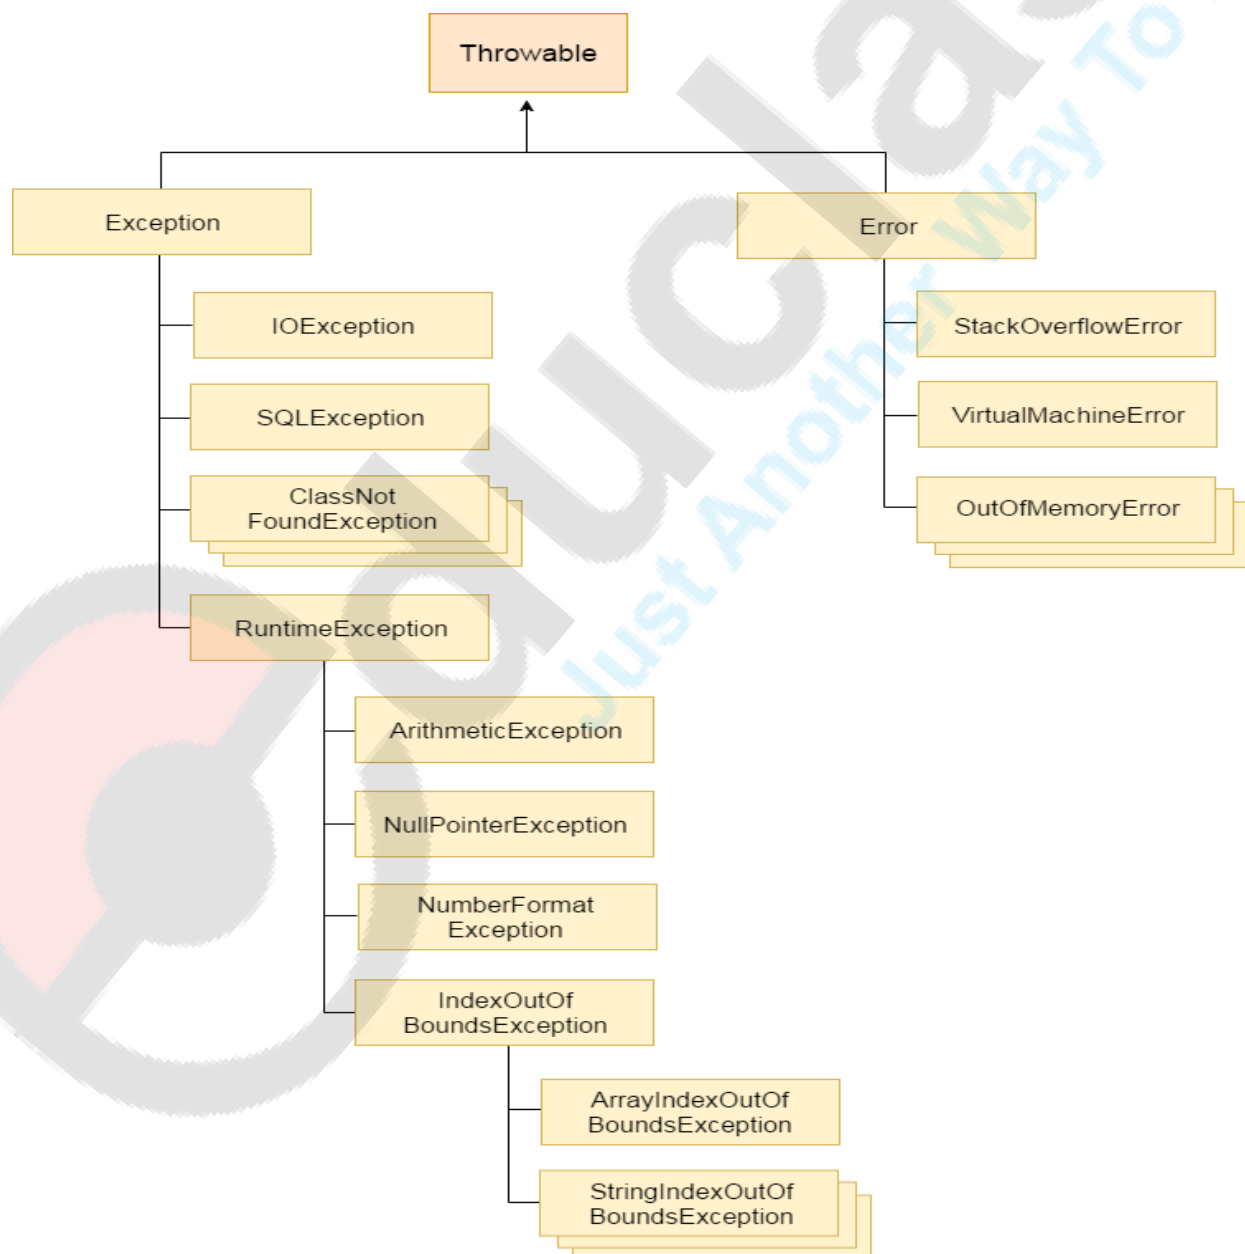 Throwable
Exception
Error
IOException
StackOverflowError
SQLException
VirtualMachineError
ClassNot
FoundException
OutOfMemoryError
RuntimeException
ArithmeticException
NullPointerException
NumberFormat
Exception
IndexOutOf
BoundsException
ArrayIndexOutOf
BoundsException
StringIndexOutOf
BoundsException
educlas
Just Another Way To